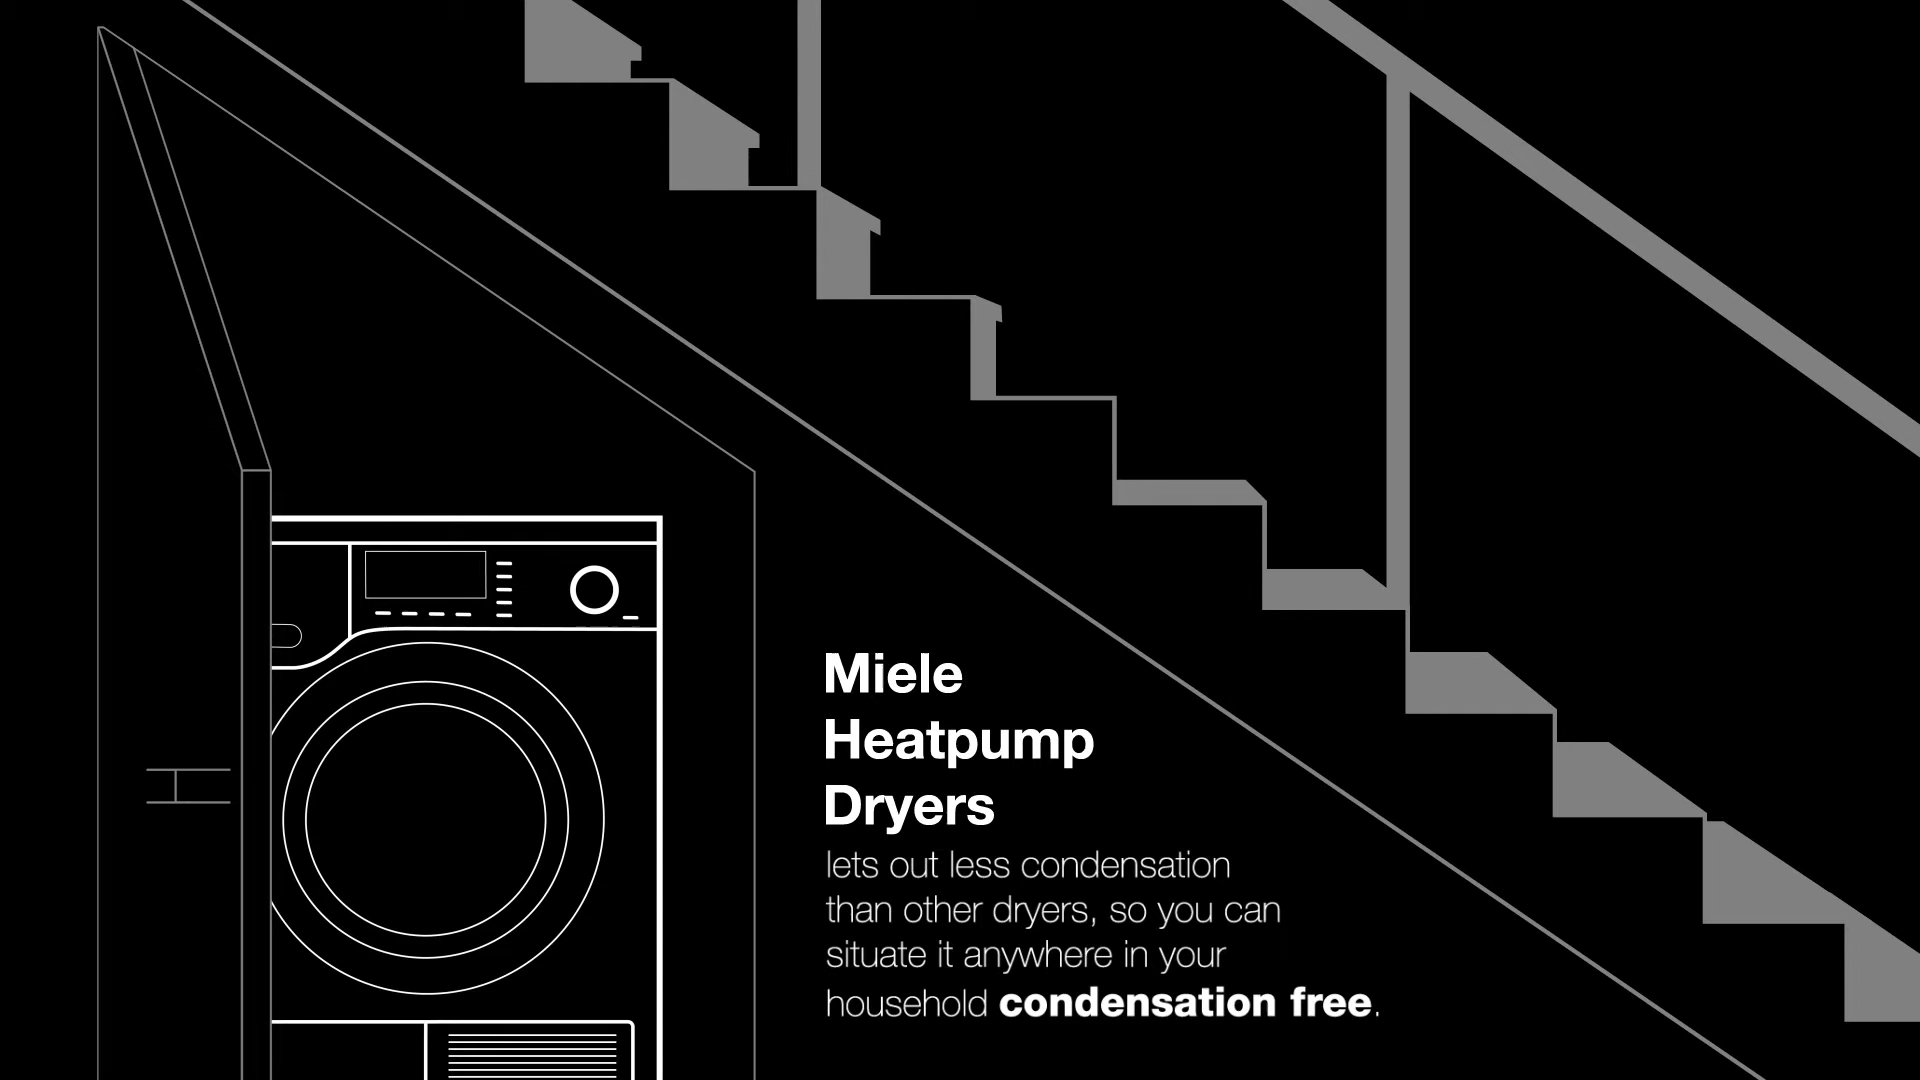 Miele
Heatpump
Dryers
lets out less condensation
than other dryers, so you can
situate it anywhere in your
household condensation free.